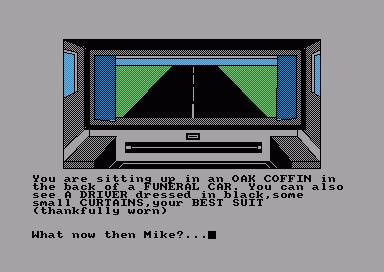 You are sitting up in an OAK COFFIN in
the back of a FUNERAL CAR. You can also
see A DRIVER dressed in black,some
small CURTAINS,your BEST SUIT
(thankfully worn)
What now then Mike?...